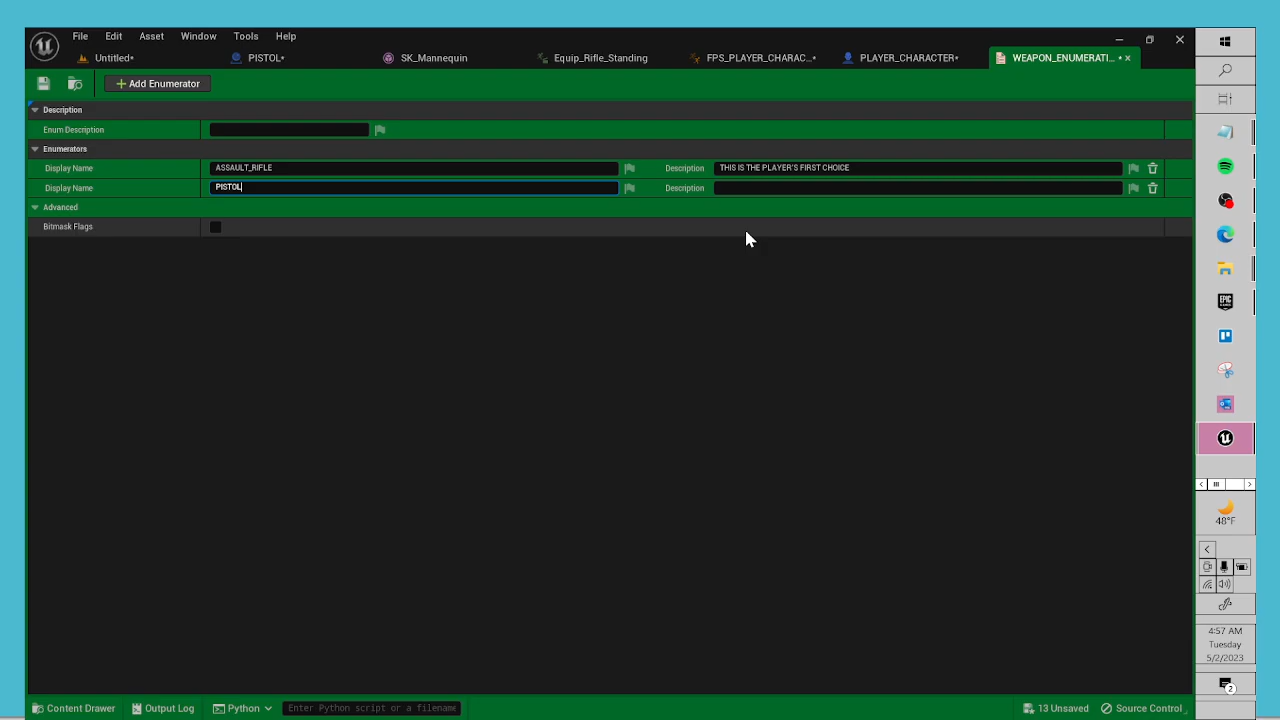 File Edit Asset Window Help
Untitled• PISTOL• SK_Mannequin Equip_Rifle_Standing FPS_PLAYER_CHARAC...• PLAYER_CHARACTER• WEAPON_ENUMERATI... • ×
+ Add Enumerator
Description
Enum Description
Enumerators
Display Name ASSAULT_RIFLE Description THIS IS THE PLAYER'S FIRST CHOICE
Display Name PISTOL Description
Advanced
Bitmask Flags
EPIC GAMES
48°F
4:57 AM
Tuesday
5/2/2023
2
Content Drawer Output Log Python Enter Python script or a filename 13 Unsaved Source Control